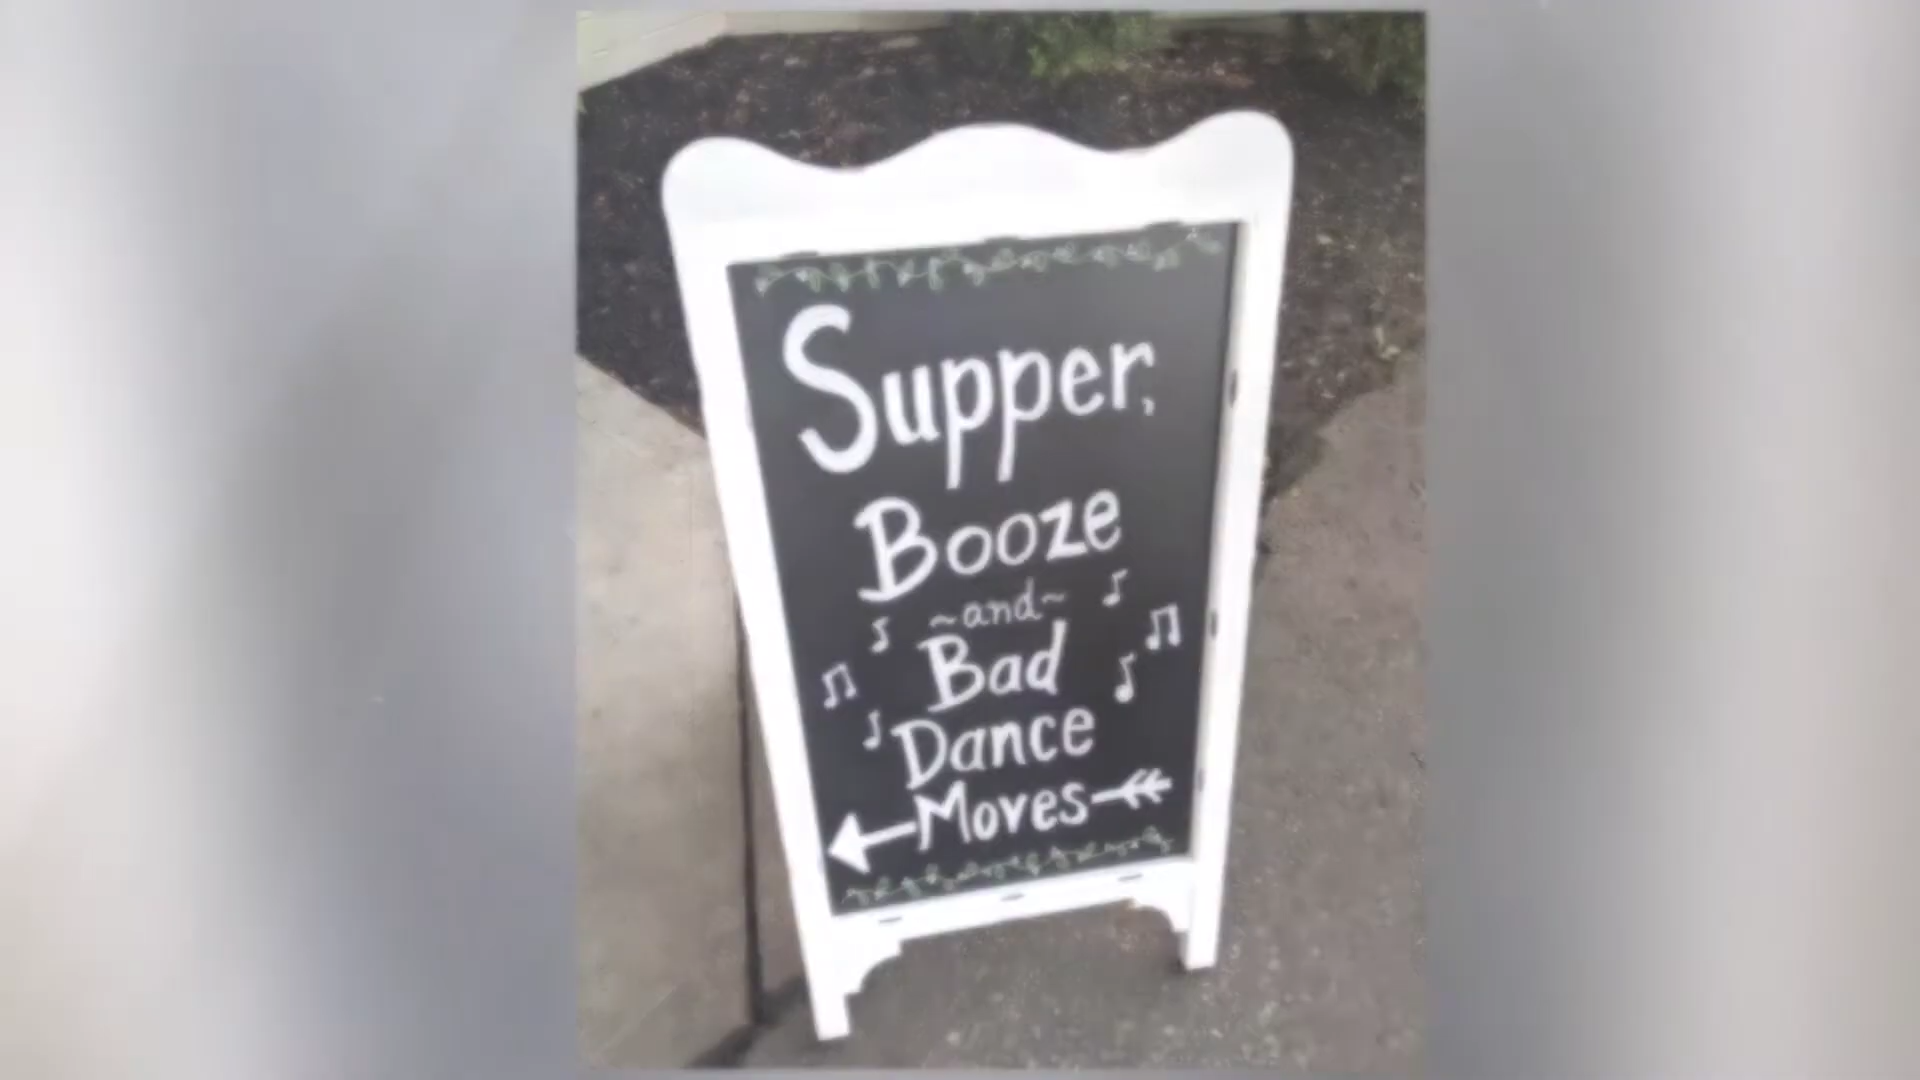 Supper,
Booze
~and~
Bad
Dance
Moves